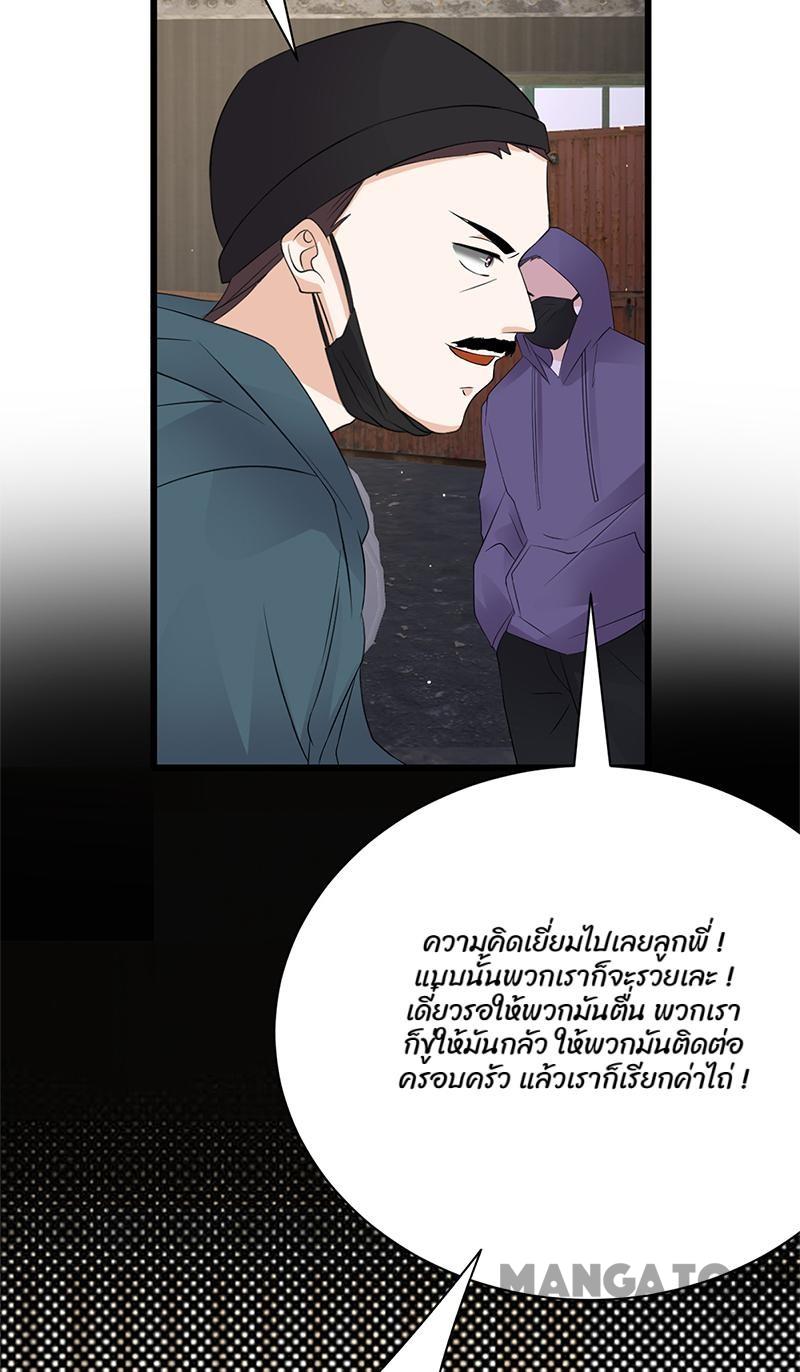 ความคิดเยี่ยมไปเลยลูกพี่ !
แบบนั้นพวกเราก็จะรวยเละ !
เดี๋ยวรอให้พวกมันตื่น พวกเรา
ก็ขู่ให้มันกลัว ให้พวกมันติดต่อ
ครอบครัว แล้วเราก็เรียกค่าไถ่ !
MANGATO